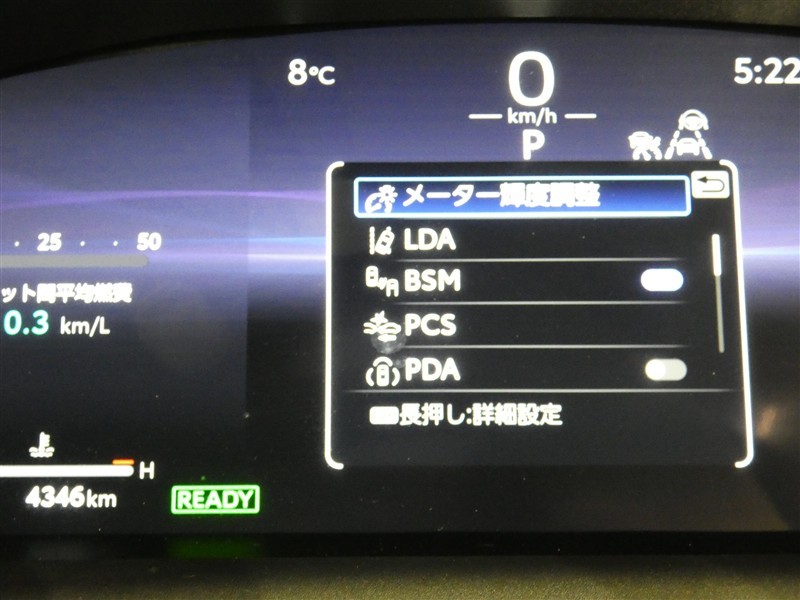 8℃
0
km/h
P
5:22
メーター輝度調整
LDA
BSM
PCS
PDA
長押し:詳細設定
25
50
ット間平均燃費
0.3 km/L
H
4346km
READY